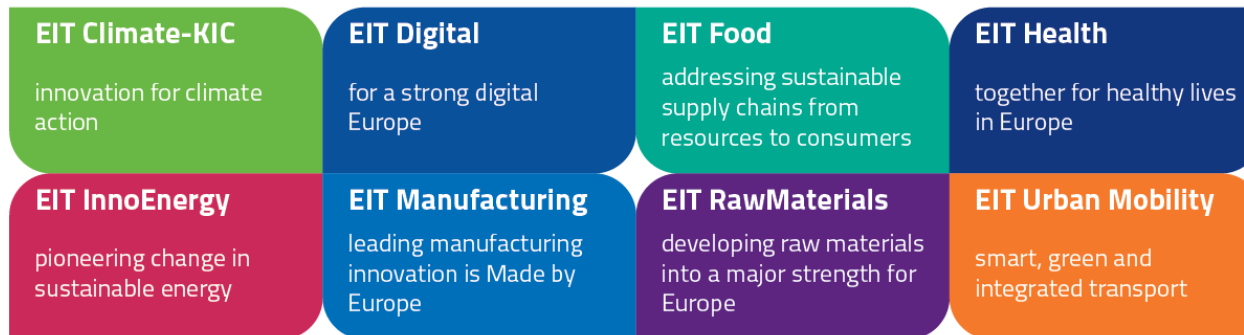 EIT Climate-KIC
innovation for climate
action
EIT Digital
for a strong digital
Europe
EIT Food
addressing sustainable
supply chains from
resources to consumers
EIT Health
together for healthy lives
in Europe
EIT InnoEnergy
pioneering change in
sustainable energy
EIT Manufacturing
leading manufacturing
innovation is Made by
Europe
EIT RawMaterials
developing raw materials
into a major strength for
Europe
EIT Urban Mobility
smart, green and
integrated transport